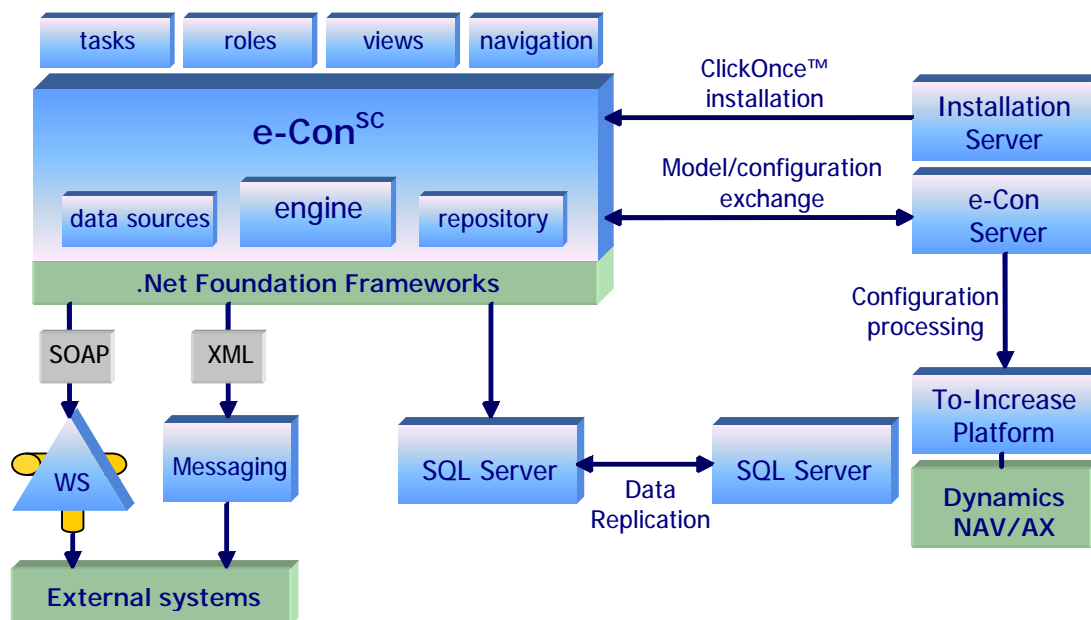 tasks
roles
views
navigation
ClickOnce™
installation
Installation
Server
e-Con^SC
Model/configuration
exchange
data sources
engine
repository
e-Con
Server
.Net Foundation Frameworks
Configuration
processing
SOAP
XML
To-Increase
Platform
WS
Messaging
SQL Server
SQL Server
Data
Replication
Dynamics
NAV/AX
External systems